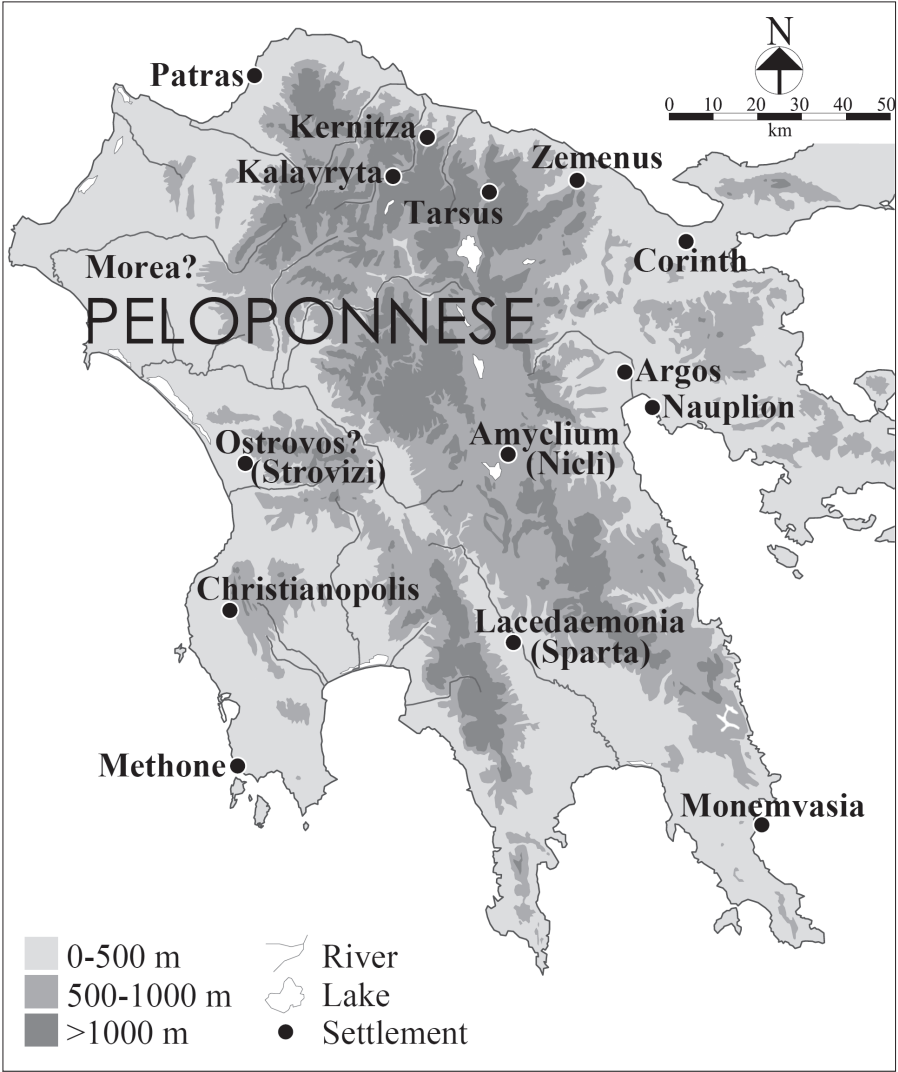 N
Patras
0 10 20 30 40 50
km
Kernitza
Zemenus
Kalavryta
Tarsus
Corinth
Morea?
PELOPONNESE
Argos
Nauplion
Amyclium
(Nicli)
Ostrovos?
(Strovizi)
Christianopolis
Lacedaemonia
(Sparta)
Methone
Monemvasia
0-500 m
500-1000 m
>1000 m
River
Lake
Settlement